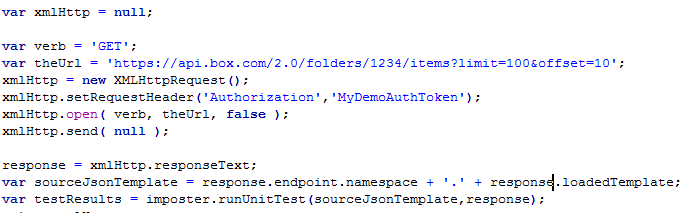 var xmlHttp = null;
var verb = 'GET';
var theUrl = 'https://api.box.com/2.0/folders/1234/items?limit=100&offset=10';
xmlHttp = new XMLHttpRequest();
xmlHttp.setRequestHeader('Authorization','MyDemoAuthToken');
xmlHttp.open( verb, theUrl, false );
xmlHttp.send( null );
response = xmlHttp.responseText;
var sourceJsonTemplate = response.endpoint.namespace + '.' + response.loadedTemplate;
var testResults = imposter.runUnitTest(sourceJsonTemplate,response);